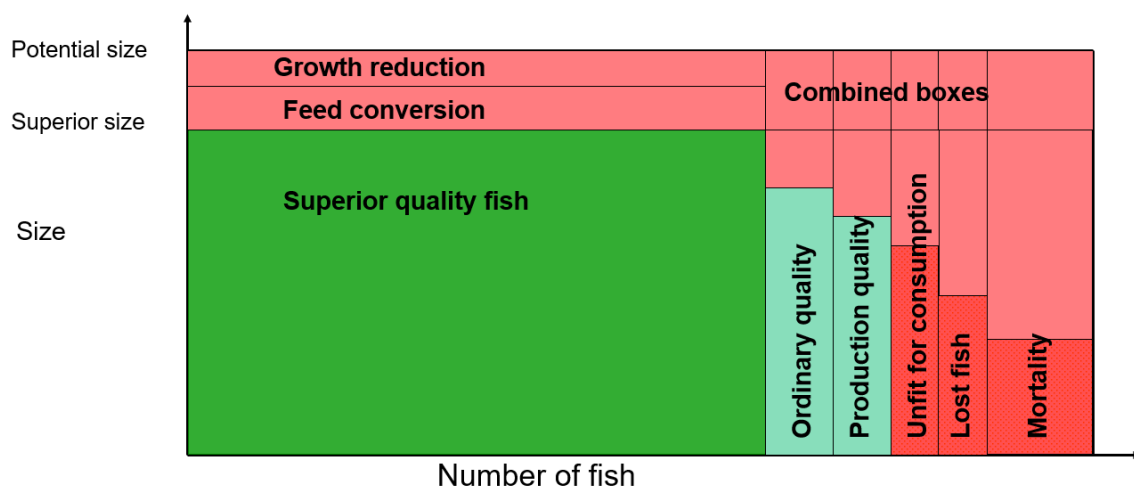 Potential size
Growth reduction
Combined boxes
Feed conversion
Superior size
Superior quality fish
Size
Ordinary quality
Production quality
Unfit for consumption
Lost fish
Mortality
Number of fish